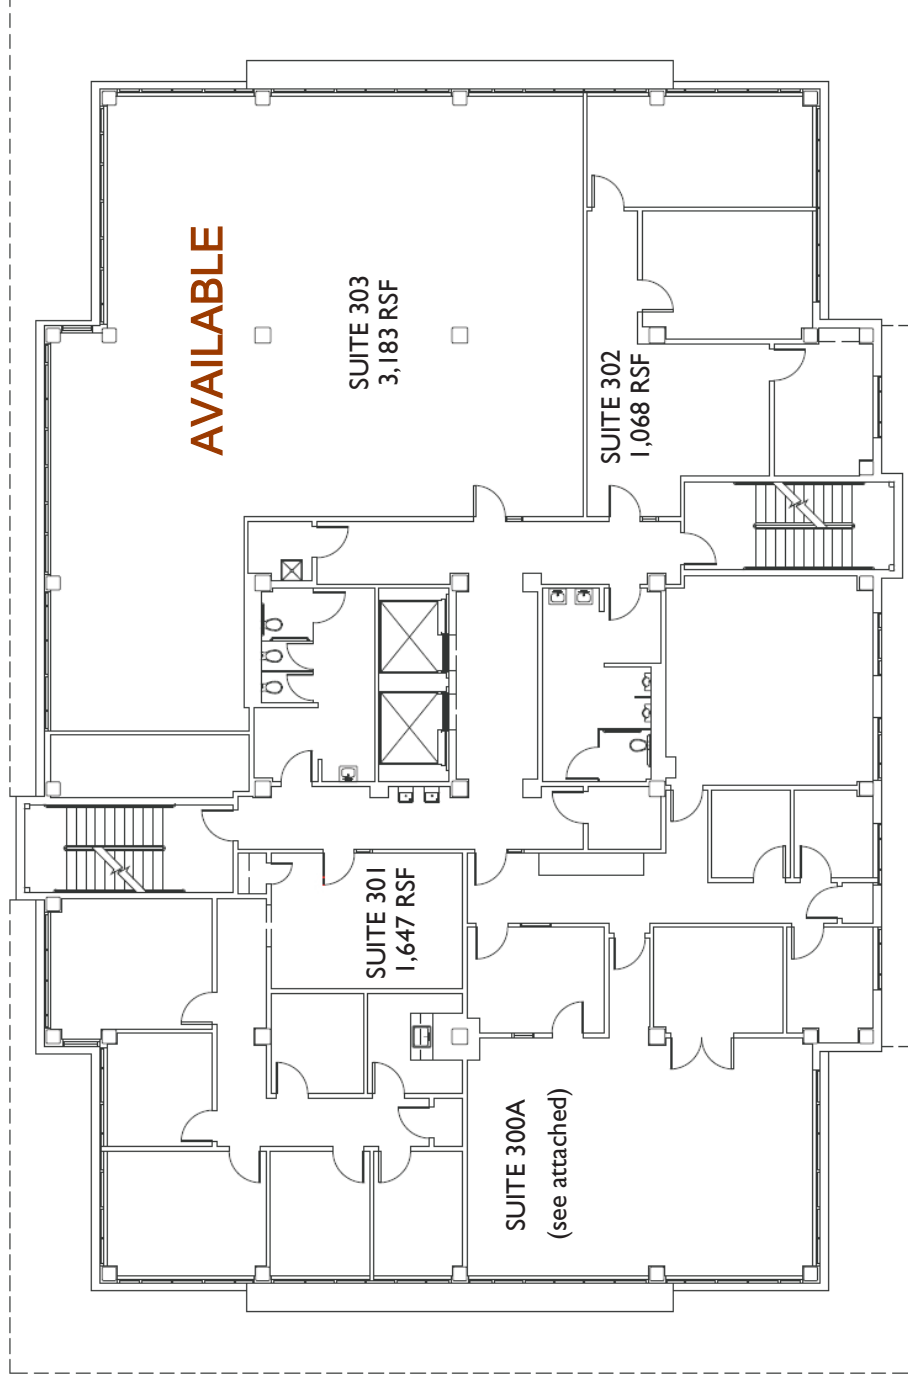 AVAILABLE
SUITE 303
3,183 RSF
SUITE 302
1,068 RSF
SUITE 301
1,647 RSF
SUITE 300A
(see attached)